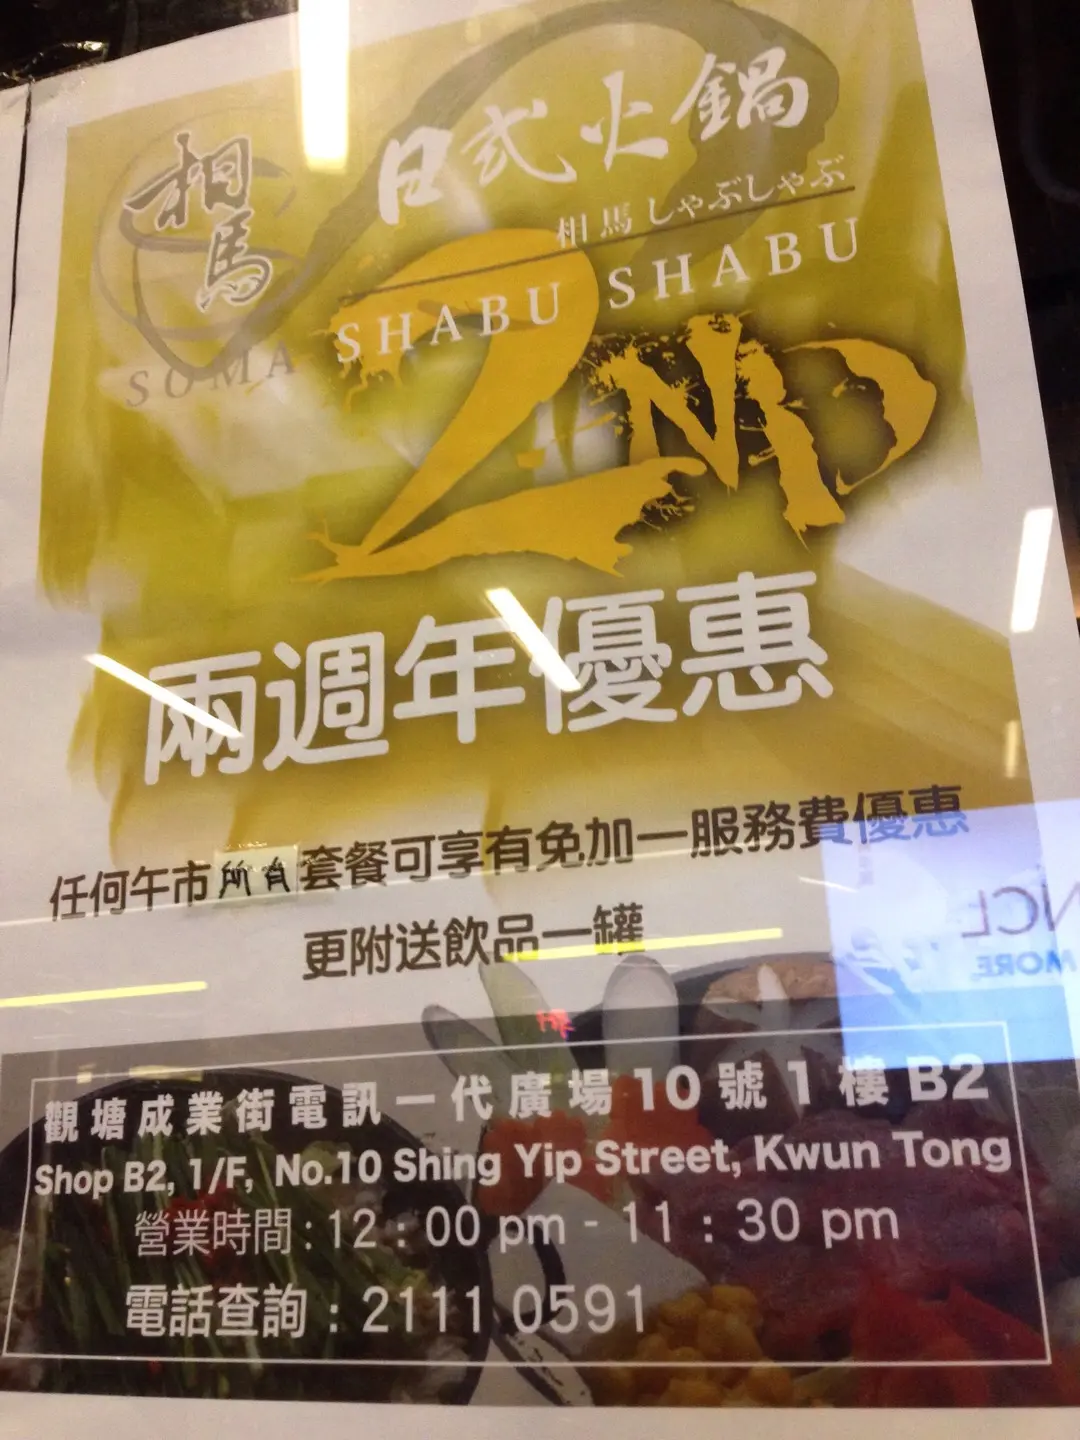 相馬
日式火鍋
相馬しゃぶしゃぶ
SOMA SHABU SHABU
2ND
兩週年優惠
任何午市所有套餐可享有免加一服務費優惠
更附送飲品一罐
NCL
MORE
觀塘成業街電訊一代廣場10號1樓B2
Shop B2, 1/F, No.10 Shing Yip Street, Kwun Tong
營業時間：12：00 pm - 11：30 pm
電話查詢：2111 0591